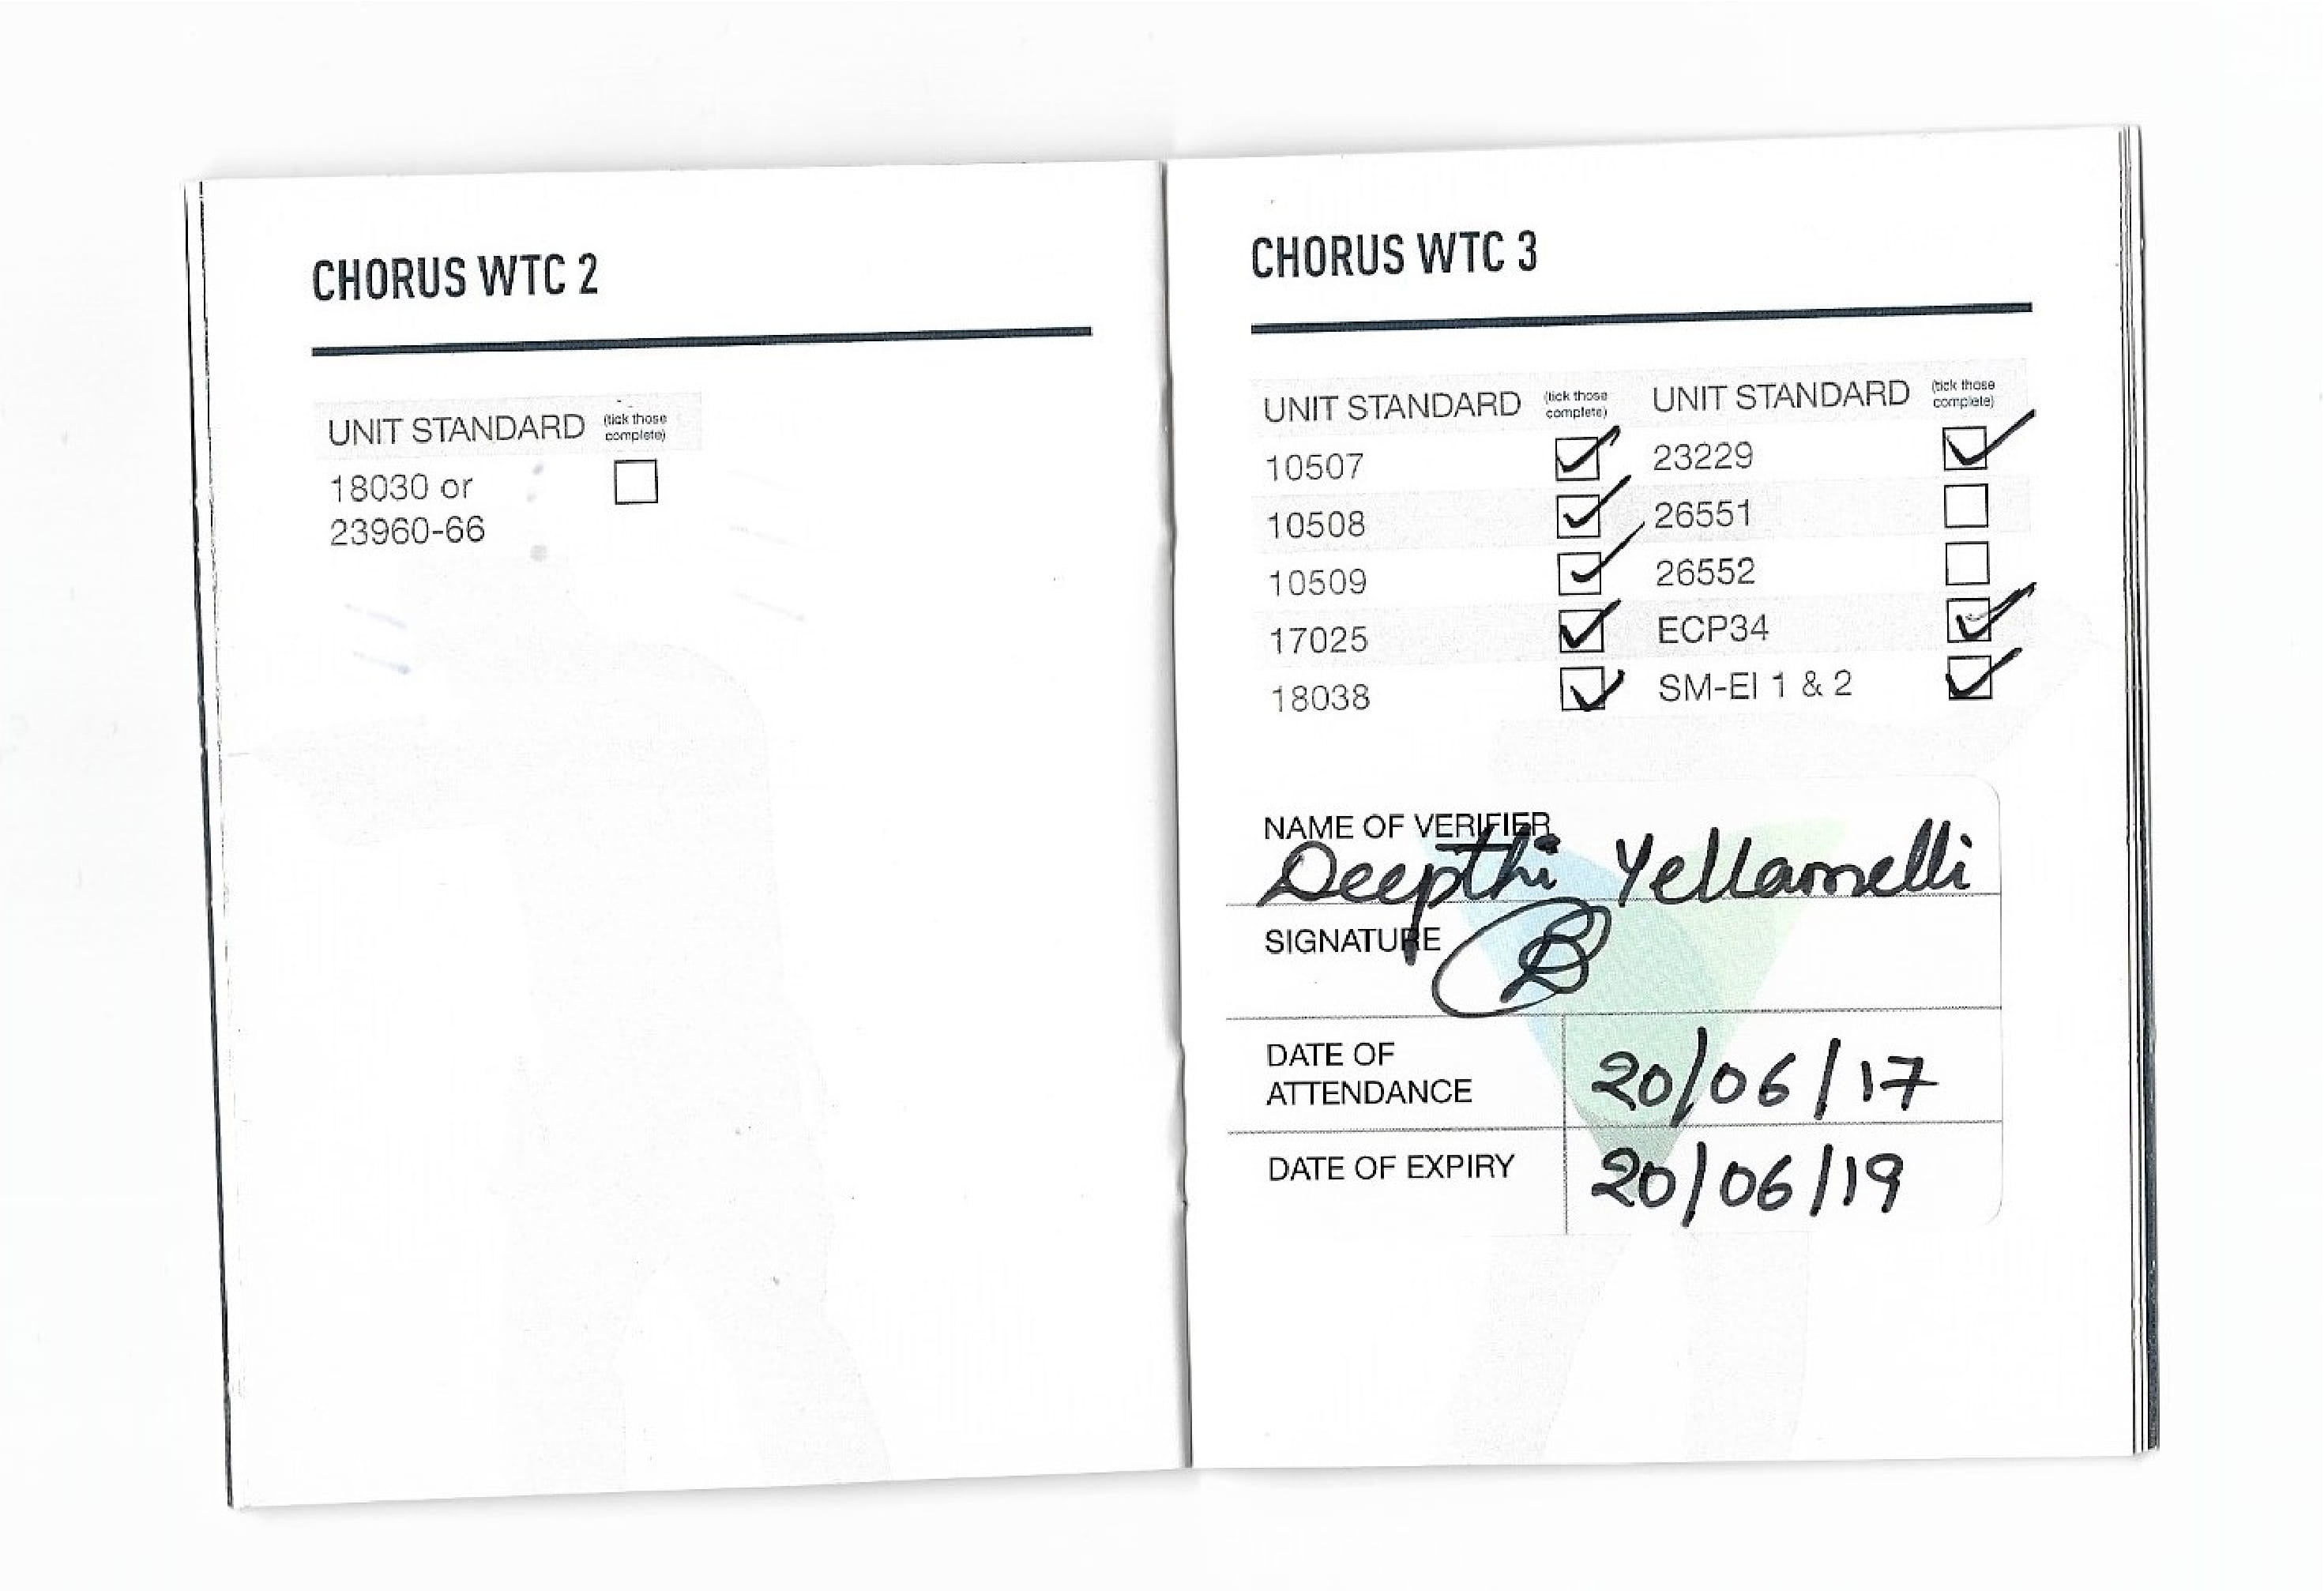 CHORUS WTC 2
UNIT STANDARD (tick those complete)
18030 or
23960-66
CHORUS WTC 3
UNIT STANDARD (tick those complete) UNIT STANDARD (tick those complete)
10507 23229
10508 26551
10509 26552
17025 ECP34
18038 SM-EI 1 & 2
NAME OF VERIFIER
Deepthi Yellamelli
SIGNATURE
DATE OF
ATTENDANCE 20/06/17
DATE OF EXPIRY 20/06/19